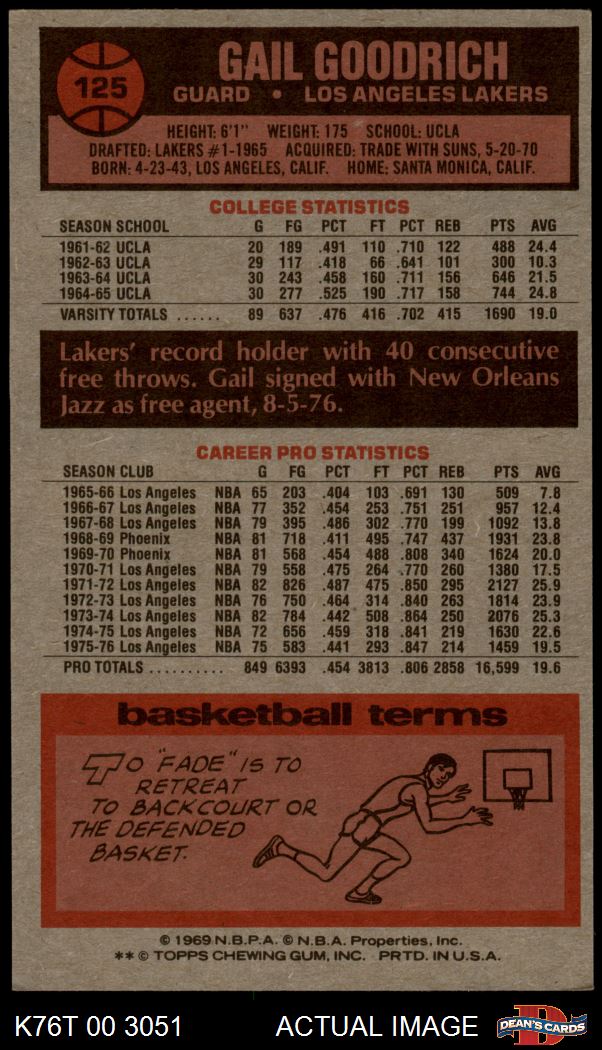 125
GAIL GOODRICH
GUARD • LOS ANGELES LAKERS
HEIGHT: 6'1" WEIGHT: 175 SCHOOL: UCLA
DRAFTED: LAKERS #1-1965 ACQUIRED: TRADE WITH SUNS, 5-20-70
BORN: 4-23-43, LOS ANGELES, CALIF. HOME: SANTA MONICA, CALIF.
COLLEGE STATISTICS
SEASON SCHOOL G FG PCT FT PCT REB PTS AVG
1961-62 UCLA 20 189 .491 110 .710 122 488 24.4
1962-63 UCLA 29 117 .418 66 .641 101 300 10.3
1963-64 UCLA 30 243 .458 160 .711 156 646 21.5
1964-65 UCLA 30 277 .525 190 .717 158 744 24.8
VARSITY TOTALS ...... 89 637 .476 416 .702 415 1690 19.0
Lakers' record holder with 40 consecutive
free throws. Gail signed with New Orleans
Jazz as free agent, 8-5-76.
CAREER PRO STATISTICS
SEASON CLUB G FG PCT FT PCT REB PTS AVG
1965-66 Los Angeles NBA 65 203 .404 103 .691 130 509 7.8
1966-67 Los Angeles NBA 77 352 .454 253 .751 251 957 12.4
1967-68 Los Angeles NBA 79 395 .486 302 .770 199 1092 13.8
1968-69 Phoenix NBA 81 718 .411 495 .747 437 1931 23.8
1969-70 Phoenix NBA 81 568 .454 488 .808 340 1624 20.0
1970-71 Los Angeles NBA 79 558 .475 264 .770 260 1380 17.5
1971-72 Los Angeles NBA 82 826 .487 475 .850 295 2127 25.9
1972-73 Los Angeles NBA 76 750 .464 314 .840 263 1814 23.9
1973-74 Los Angeles NBA 82 784 .442 508 .864 250 2076 25.3
1974-75 Los Angeles NBA 72 656 .459 318 .841 219 1630 22.6
1975-76 Los Angeles NBA 75 583 .441 293 .847 214 1459 19.5
PRO TOTALS .......... 849 6393 .454 3813 .806 2858 16,599 19.6
basketball terms
TO "FADE" IS TO
RETREAT
TO BACKCOURT OR
THE DEFENDED
BASKET.
© 1969 N.B.P.A. © N.B.A. Properties, Inc.
** © TOPPS CHEWING GUM, INC. PRTD. IN U.S.A.
K76T 00 3051 ACTUAL IMAGE D DEAN'S CARDS